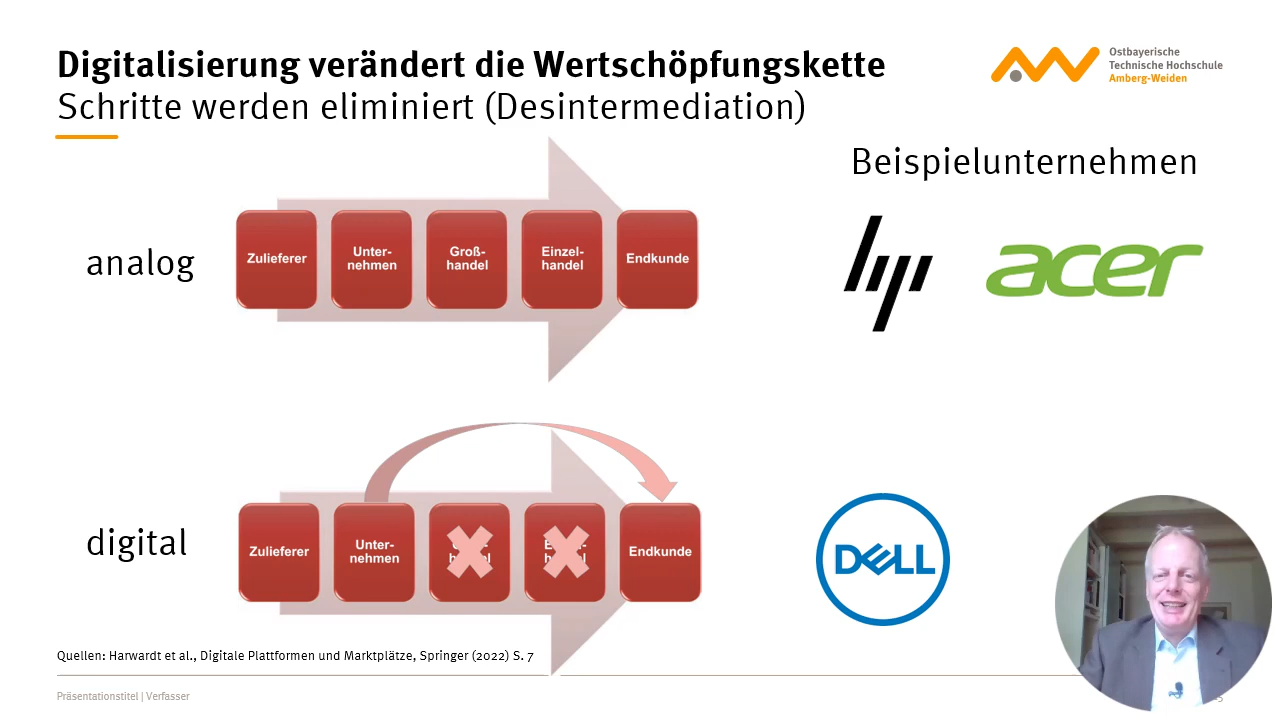 Digitalisierung verändert die Wertschöpfungskette
Schritte werden eliminiert (Desintermediation)
Ostbayerische
Technische Hochschule
Amberg-Weiden
Beispielunternehmen
analog
Zulieferer
Unter-
nehmen
Groß-
handel
Einzel-
handel
Endkunde
hp
acer
digital
Zulieferer
Unter-
nehmen
Endkunde
DELL
Quellen: Harwardt et al., Digitale Plattformen und Marktplätze, Springer (2022) S. 7
Präsentationstitel | Verfasser